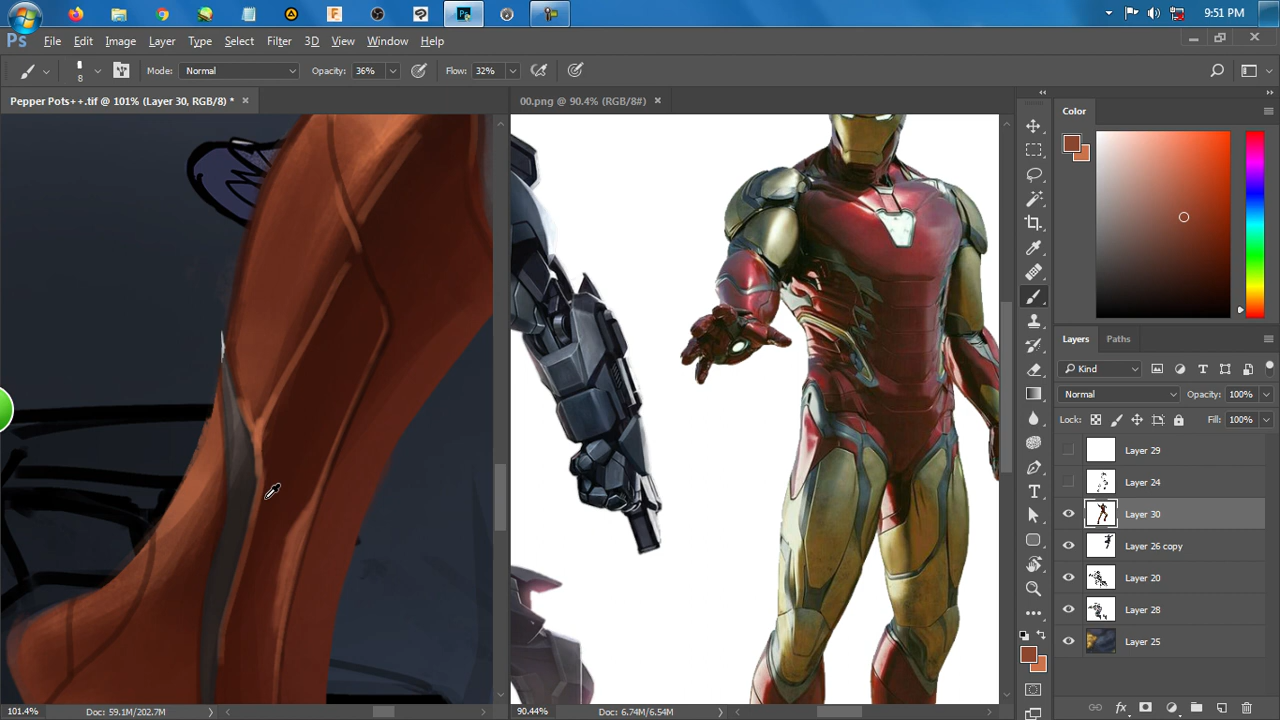 9:51 PM
Ps File Edit Image Layer Type Select Filter 3D View Window Help
8 Mode: Normal Opacity: 36% Flow: 32%
Pepper Pots++.tif @ 101% (Layer 30, RGB/8) * ×
00.png @ 90.4% (RGB/8#) ×
Color
Layers Paths
Kind
Normal Opacity: 100%
Lock: Fill: 100%
Layer 29
Layer 24
Layer 30
Layer 26 copy
Layer 20
Layer 28
Layer 25
101.4% Doc: 59.1M/202.7M
90.44% Doc: 6.74M/6.54M